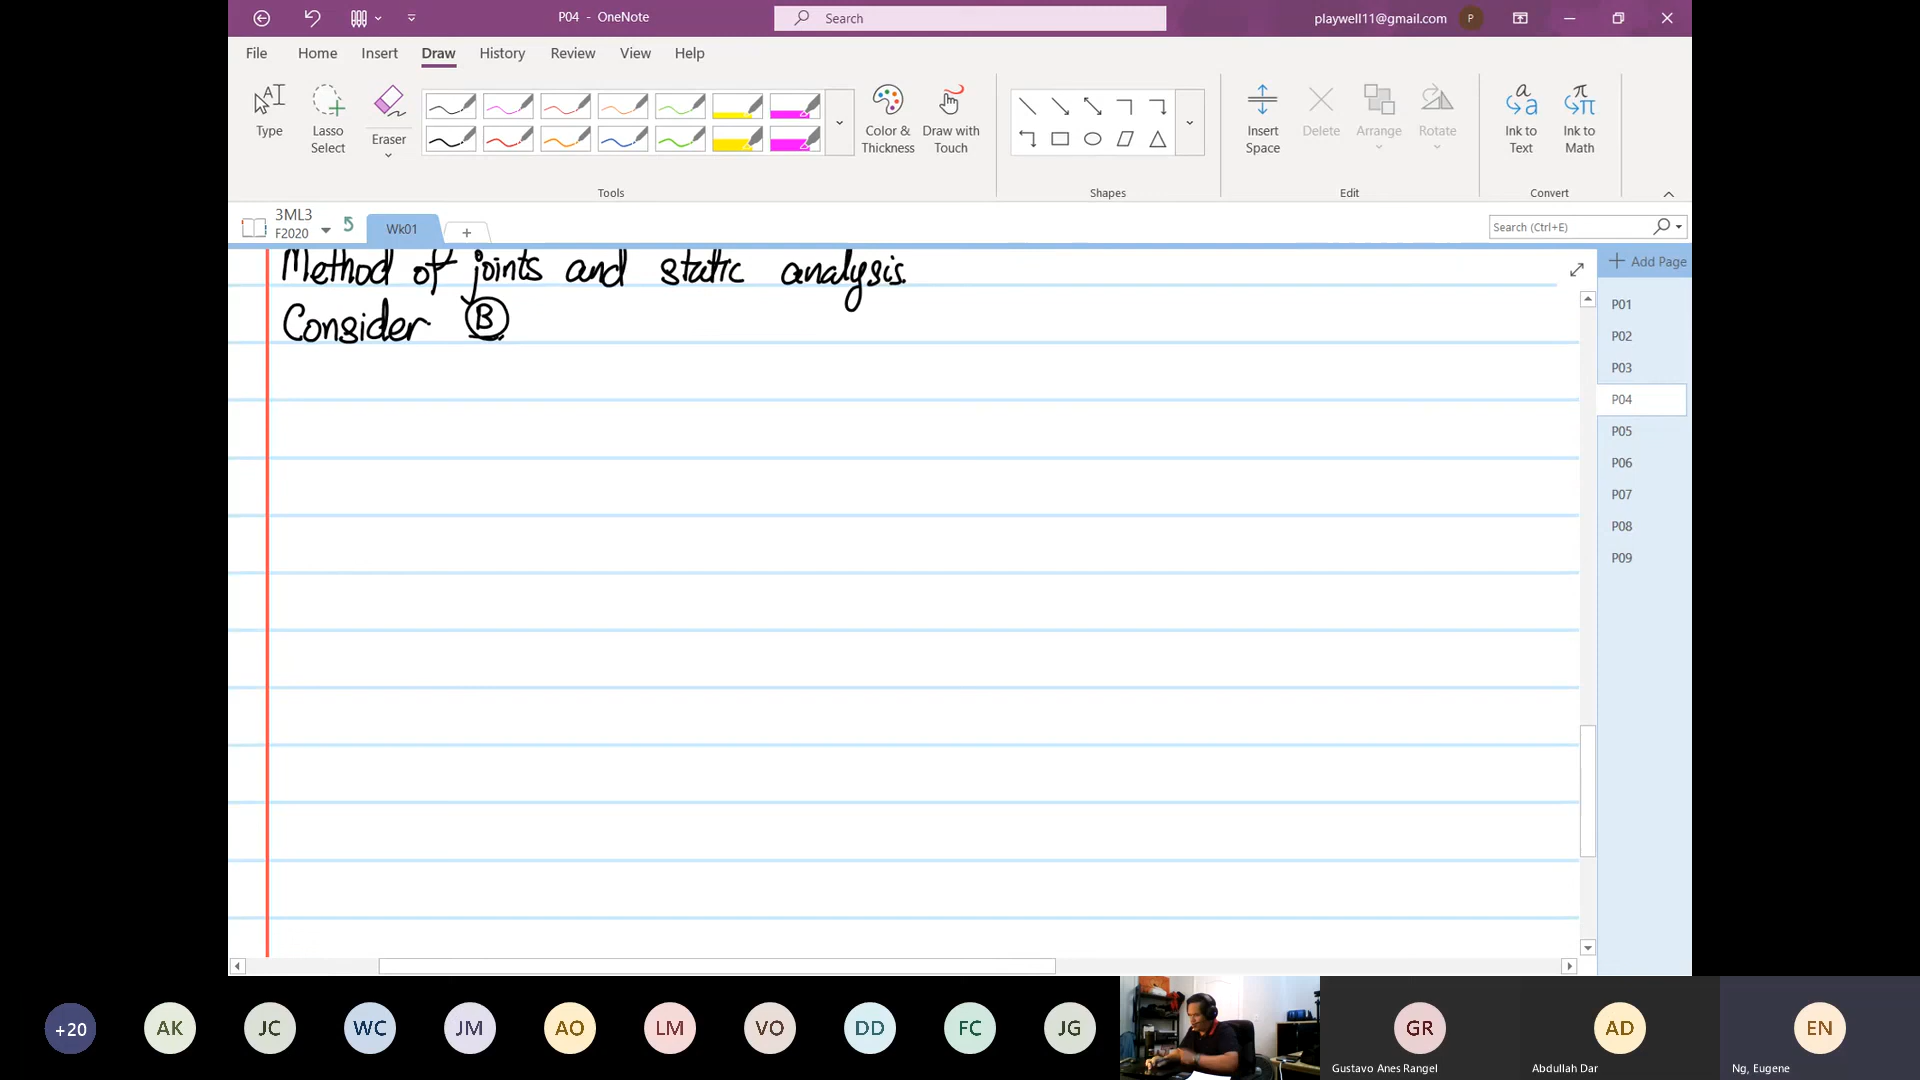 P04 - OneNote
Search
playwell11@gmail.com
P
File
Home
Insert
Draw
History
Review
View
Help
Type
Lasso
Select
Eraser
Color &
Thickness
Draw with
Touch
Insert
Space
Delete
Arrange
Rotate
a
a
Ink to
Text
π
π
Ink to
Math
Tools
Shapes
Edit
Convert
3ML3
F2020
Wk01
+
Search (Ctrl+E)
Method of joints and static analysis.
Consider B
Add Page
P01
P02
P03
P04
P05
P06
P07
P08
P09
+20
AK
JC
WC
JM
AO
LM
VO
DD
FC
JG
GR
Gustavo Anes Rangel
AD
Abdullah Dar
EN
Ng, Eugene